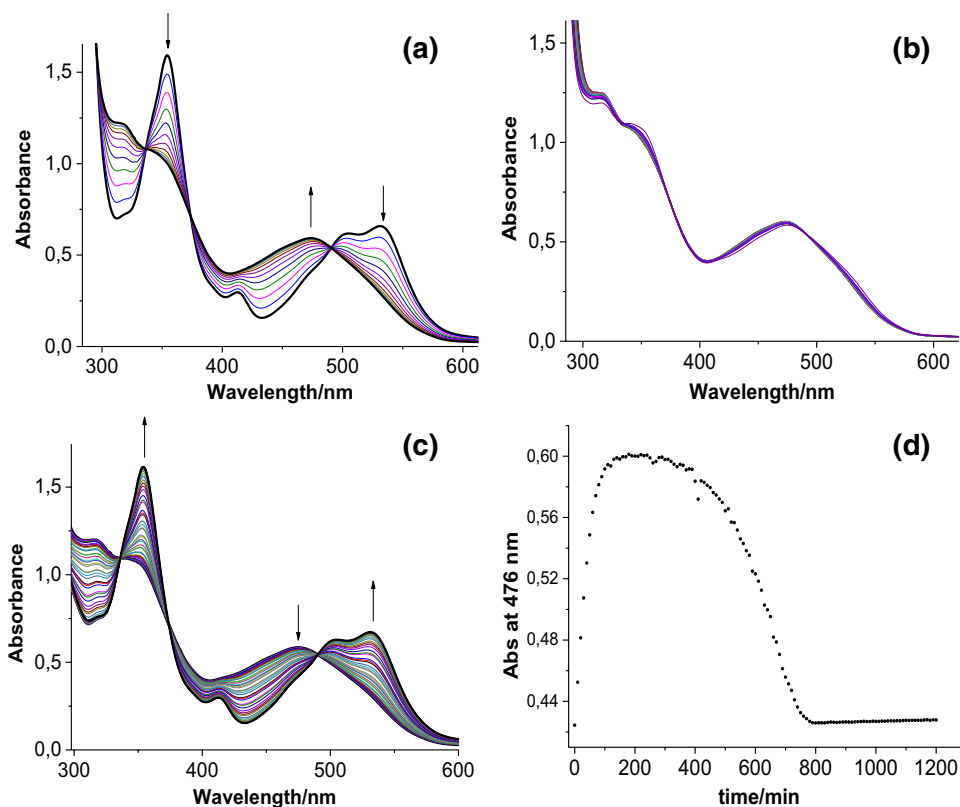 (a)
Absorbance
1,5
1,0
0,5
0,0
300 400 500 600
Wavelength/nm
(b)
Absorbance
1,5
1,0
0,5
0,0
300 400 500 600
Wavelength/nm
(c)
Absorbance
1,5
1,0
0,5
0,0
300 400 500 600
Wavelength/nm
(d)
Abs at 476 nm
0,60
0,56
0,52
0,48
0,44
0 200 400 600 800 1000 1200
time/min